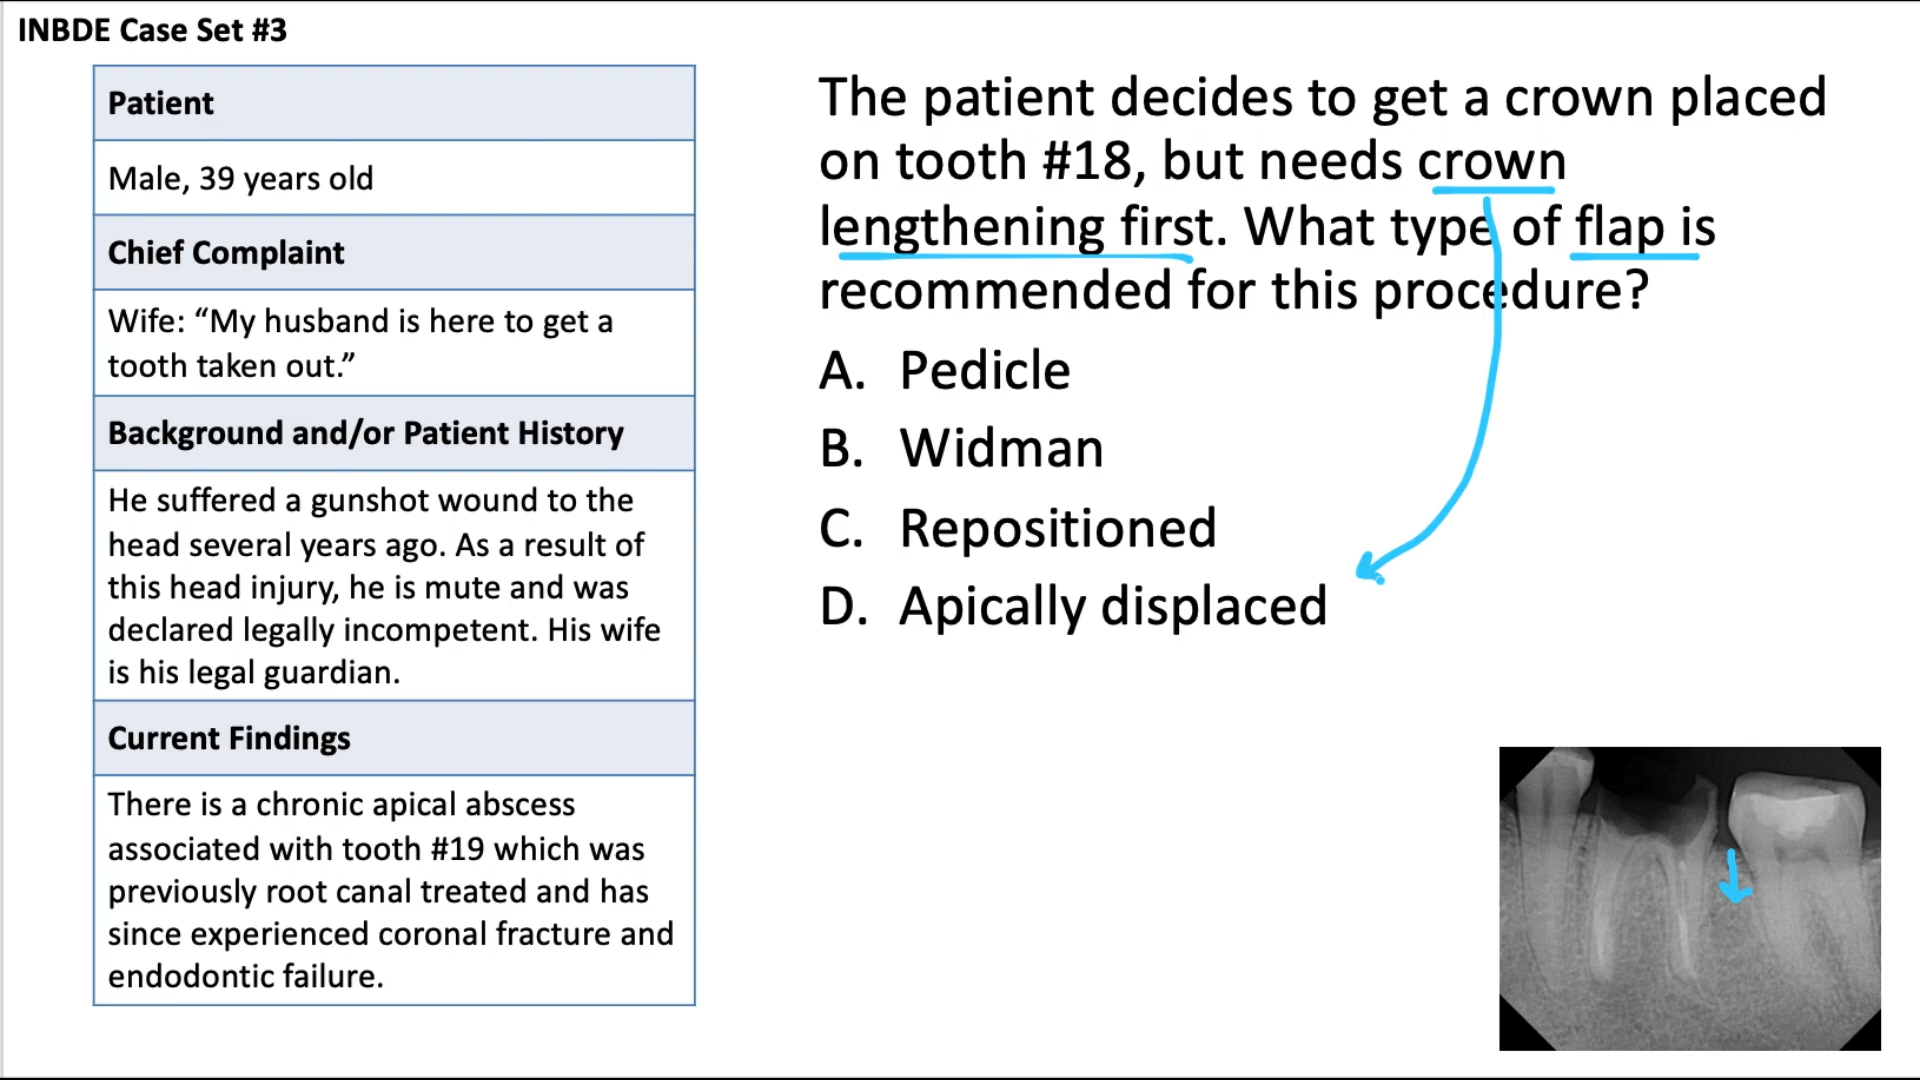 INBDE Case Set #3
Patient
Male, 39 years old
Chief Complaint
Wife: “My husband is here to get a
tooth taken out.”
Background and/or Patient History
He suffered a gunshot wound to the
head several years ago. As a result of
this head injury, he is mute and was
declared legally incompetent. His wife
is his legal guardian.
Current Findings
There is a chronic apical abscess
associated with tooth #19 which was
previously root canal treated and has
since experienced coronal fracture and
endodontic failure.
The patient decides to get a crown placed
on tooth #18, but needs crown
lengthening first. What type of flap is
recommended for this procedure?
A. Pedicle
B. Widman
C. Repositioned
D. Apically displaced